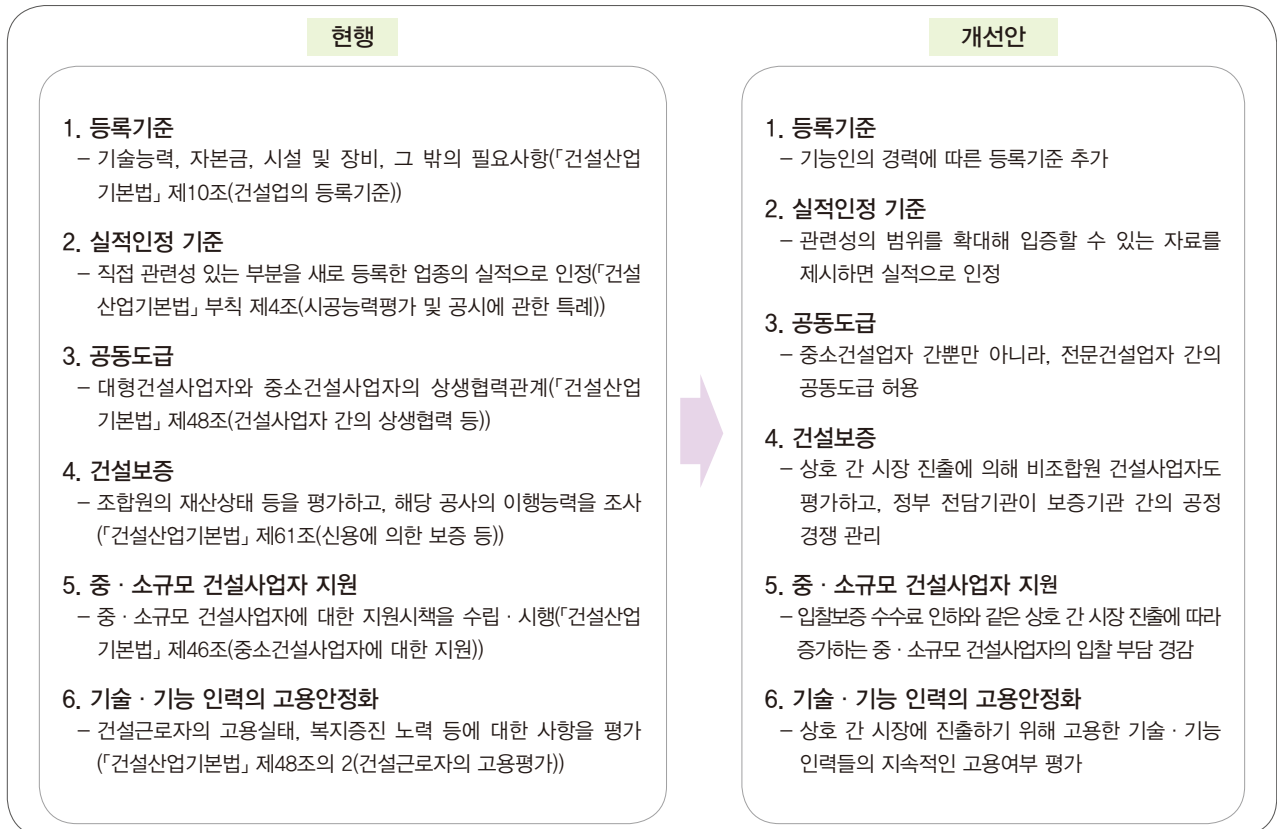 현행
1. 등록기준
– 기술능력, 자본금, 시설 및 장비, 그 밖의 필요사항(「건설산업
기본법」 제10조(건설업의 등록기준))
2. 실적인정 기준
– 직접 관련성 있는 부분을 새로 등록한 업종의 실적으로 인정(「건설
산업기본법」 부칙 제4조(시공능력평가 및 공시에 관한 특례))
3. 공동도급
– 대형건설사업자와 중소건설사업자의 상생협력관계(「건설산업
기본법」 제48조(건설사업자 간의 상생협력 등))
4. 건설보증
– 조합원의 재산상태 등을 평가하고, 해당 공사의 이행능력을 조사
(「건설산업기본법」 제61조(신용에 의한 보증 등))
5. 중 · 소규모 건설사업자 지원
– 중 · 소규모 건설사업자에 대한 지원시책을 수립 · 시행(「건설산업
기본법」 제46조(중소건설사업자에 대한 지원))
6. 기술 · 기능 인력의 고용안정화
– 건설근로자의 고용실태, 복지증진 노력 등에 대한 사항을 평가
(「건설산업기본법」 제48조의 2(건설근로자의 고용평가))
개선안
1. 등록기준
– 기능인의 경력에 따른 등록기준 추가
2. 실적인정 기준
– 관련성의 범위를 확대해 입증할 수 있는 자료를
제시하면 실적으로 인정
3. 공동도급
– 중소건설업자 간뿐만 아니라, 전문건설업자 간의
공동도급 허용
4. 건설보증
– 상호 간 시장 진출에 의해 비조합원 건설사업자도
평가하고, 정부 전담기관이 보증기관 간의 공정
경쟁 관리
5. 중 · 소규모 건설사업자 지원
– 입찰보증 수수료 인하와 같은 상호 간 시장 진출에 따라
증가하는 중 · 소규모 건설사업자의 입찰 부담 경감
6. 기술 · 기능 인력의 고용안정화
– 상호 간 시장에 진출하기 위해 고용한 기술 · 기능
인력들의 지속적인 고용여부 평가